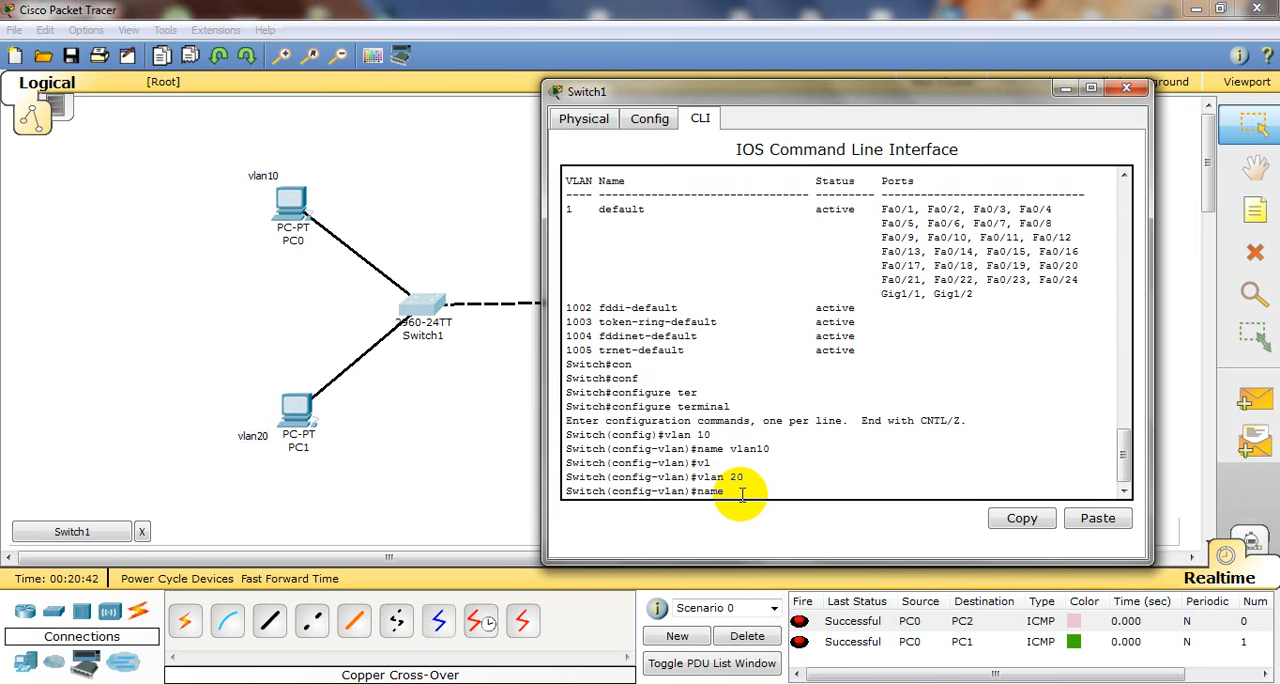 Cisco Packet Tracer
File Edit Options View Tools Extensions Help
Logical [Root] ground Viewport
Switch1
Physical Config CLI
IOS Command Line Interface
VLAN Name Status Ports
---- -------------------------------- --------- -------------------------------
1 default active Fa0/1, Fa0/2, Fa0/3, Fa0/4
Fa0/5, Fa0/6, Fa0/7, Fa0/8
Fa0/9, Fa0/10, Fa0/11, Fa0/12
Fa0/13, Fa0/14, Fa0/15, Fa0/16
Fa0/17, Fa0/18, Fa0/19, Fa0/20
Fa0/21, Fa0/22, Fa0/23, Fa0/24
Gig1/1, Gig1/2
1002 fddi-default active
1003 token-ring-default active
1004 fddinet-default active
1005 trnet-default active
Switch#con
Switch#conf
Switch#configure ter
Switch#configure terminal
Enter configuration commands, one per line. End with CNTL/Z.
Switch(config)#vlan 10
Switch(config-vlan)#name vlan10
Switch(config-vlan)#vl
Switch(config-vlan)#vlan 20
Switch(config-vlan)#name
Copy Paste
vlan10
PC-PT
PC0
2960-24TT
Switch1
vlan20
PC-PT
PC1
Switch1 X
Time: 00:20:42 Power Cycle Devices Fast Forward Time Realtime
Connections
Copper Cross-Over
Scenario 0
New Delete
Toggle PDU List Window
Fire Last Status Source Destination Type Color Time (sec) Periodic Num
Successful PC0 PC2 ICMP 0.000 N 0
Successful PC0 PC1 ICMP 0.000 N 1